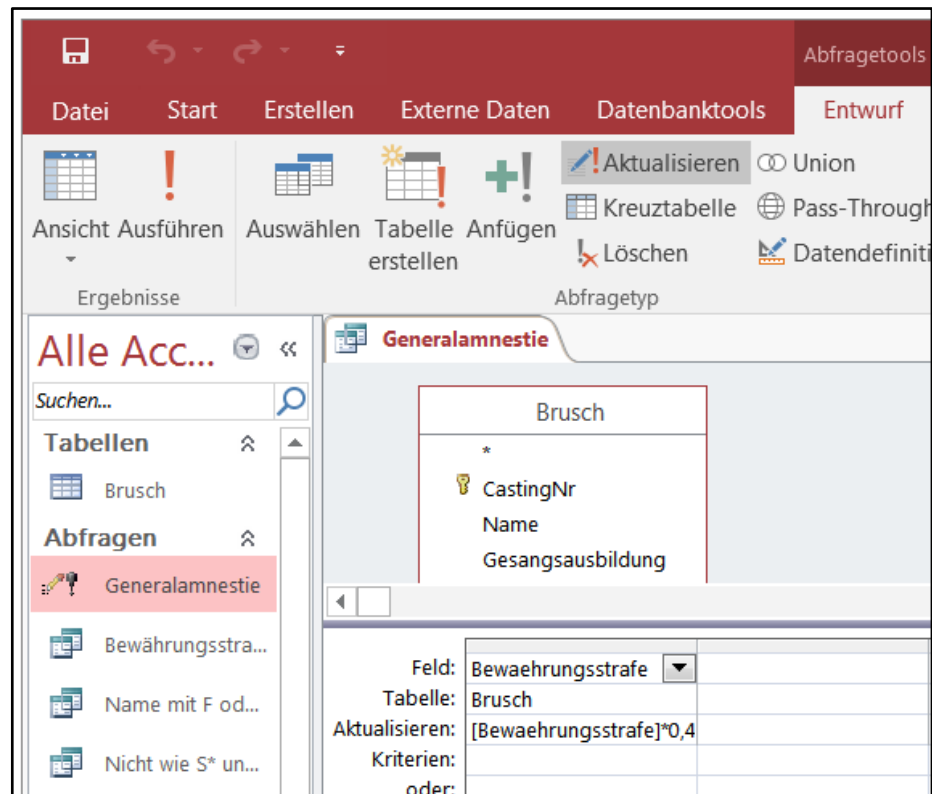 Abfragetools
Datei Start Erstellen Externe Daten Datenbanktools Entwurf
Ansicht Ausführen
Ergebnisse
Auswählen Tabelle erstellen Anfügen
Aktualisieren
Kreuztabelle
Löschen
Union
Pass-Through
Datendefiniti
Abfragetyp
Alle Acc...
Suchen...
Tabellen
Brusch
Abfragen
Generalamnestie
Bewährungsstra...
Name mit F od...
Nicht wie S* un...
Generalamnestie
Brusch
*
CastingNr
Name
Gesangsausbildung
Feld: Bewaehrungsstrafe
Tabelle: Brusch
Aktualisieren: [Bewaehrungsstrafe]*0,4
Kriterien:
oder: